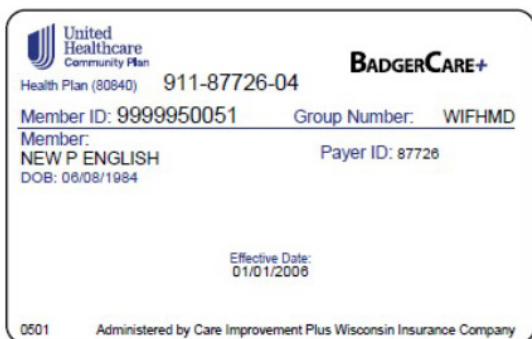 United
Healthcare
Community Plan
BADGERCARE+
Health Plan (80840) 911-87726-04
Member ID: 9999950051 Group Number: WIFHMD
Member:
NEW P ENGLISH Payer ID: 87726
DOB: 06/08/1984
Effective Date:
01/01/2006
0501 Administered by Care Improvement Plus Wisconsin Insurance Company